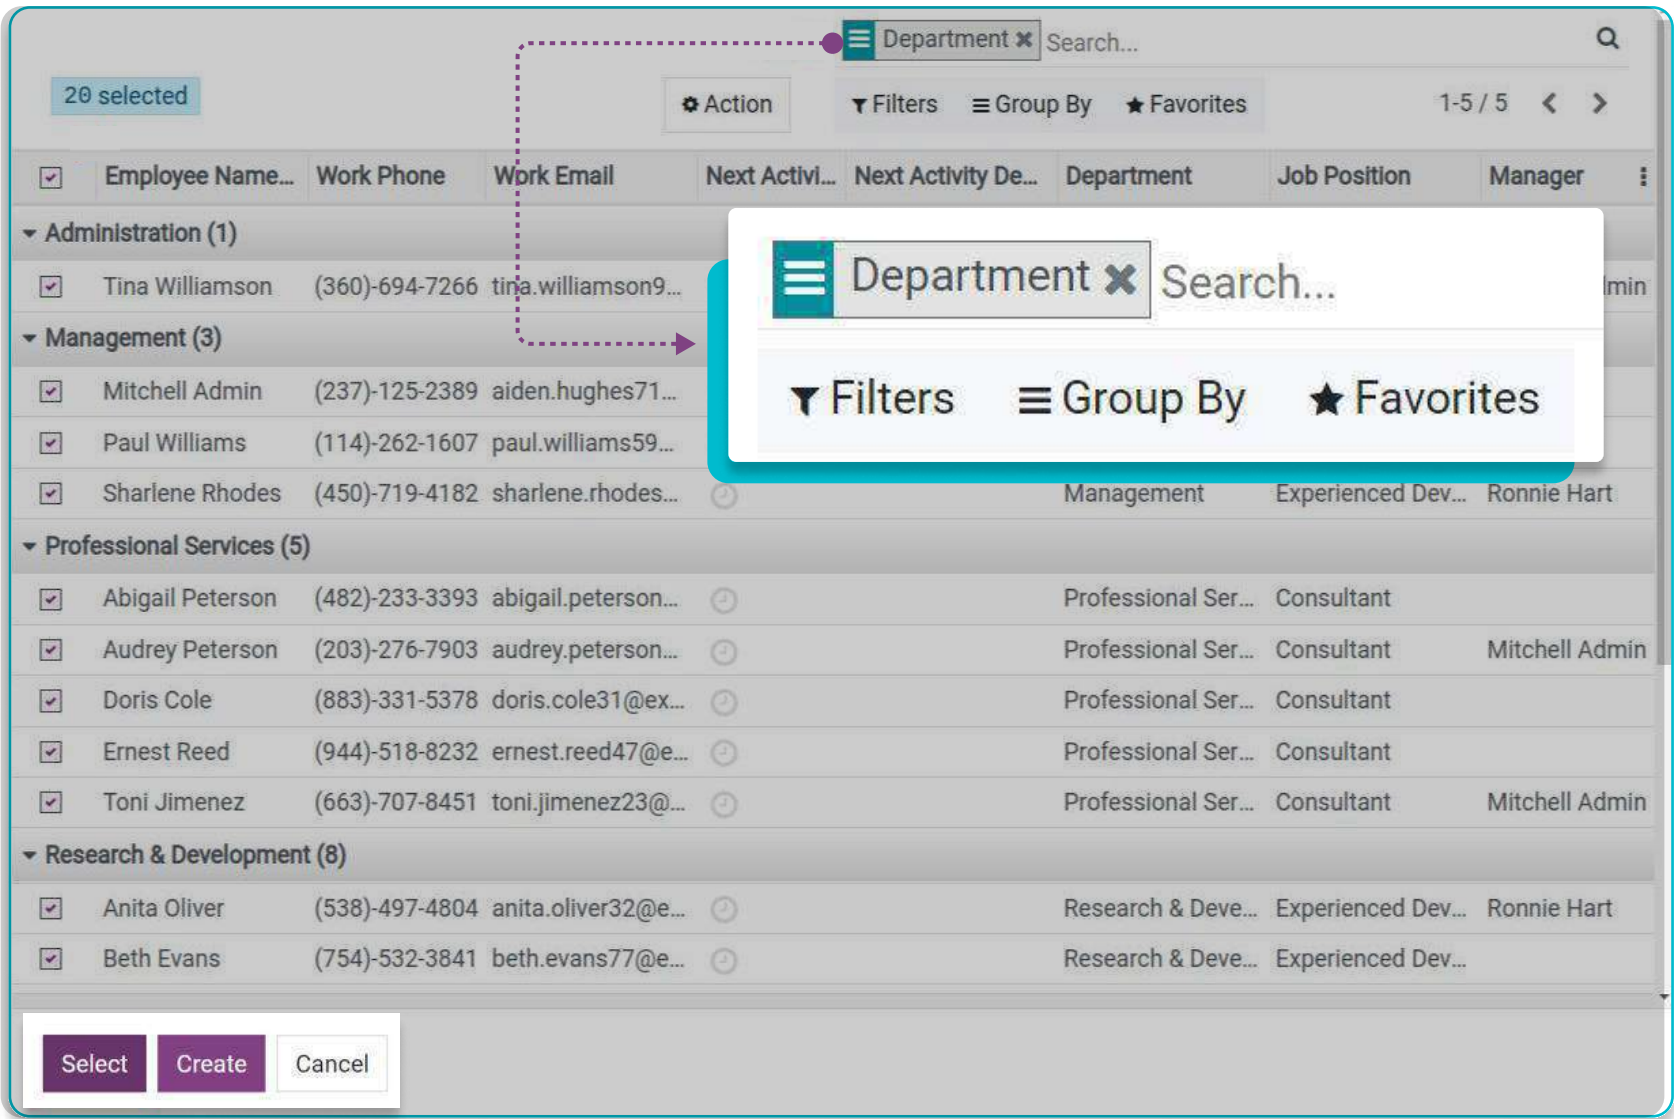 Department Search...
20 selected Action Filters Group By Favorites 1-5 / 5
Employee Name... Work Phone Work Email Next Activi... Next Activity De... Department Job Position Manager
Administration (1)
Tina Williamson (360)-694-7266 tina.williamson9... min
Management (3)
Mitchell Admin (237)-125-2389 aiden.hughes71...
Paul Williams (114)-262-1607 paul.williams59...
Sharlene Rhodes (450)-719-4182 sharlene.rhodes... Management Experienced Dev... Ronnie Hart
Department Search...
Filters Group By Favorites
Professional Services (5)
Abigail Peterson (482)-233-3393 abigail.peterson... Professional Ser... Consultant
Audrey Peterson (203)-276-7903 audrey.peterson... Professional Ser... Consultant Mitchell Admin
Doris Cole (883)-331-5378 doris.cole31@ex... Professional Ser... Consultant
Ernest Reed (944)-518-8232 ernest.reed47@e... Professional Ser... Consultant
Toni Jimenez (663)-707-8451 toni.jimenez23@... Professional Ser... Consultant Mitchell Admin
Research & Development (8)
Anita Oliver (538)-497-4804 anita.oliver32@e... Research & Deve... Experienced Dev... Ronnie Hart
Beth Evans (754)-532-3841 beth.evans77@e... Research & Deve... Experienced Dev...
Select Create Cancel